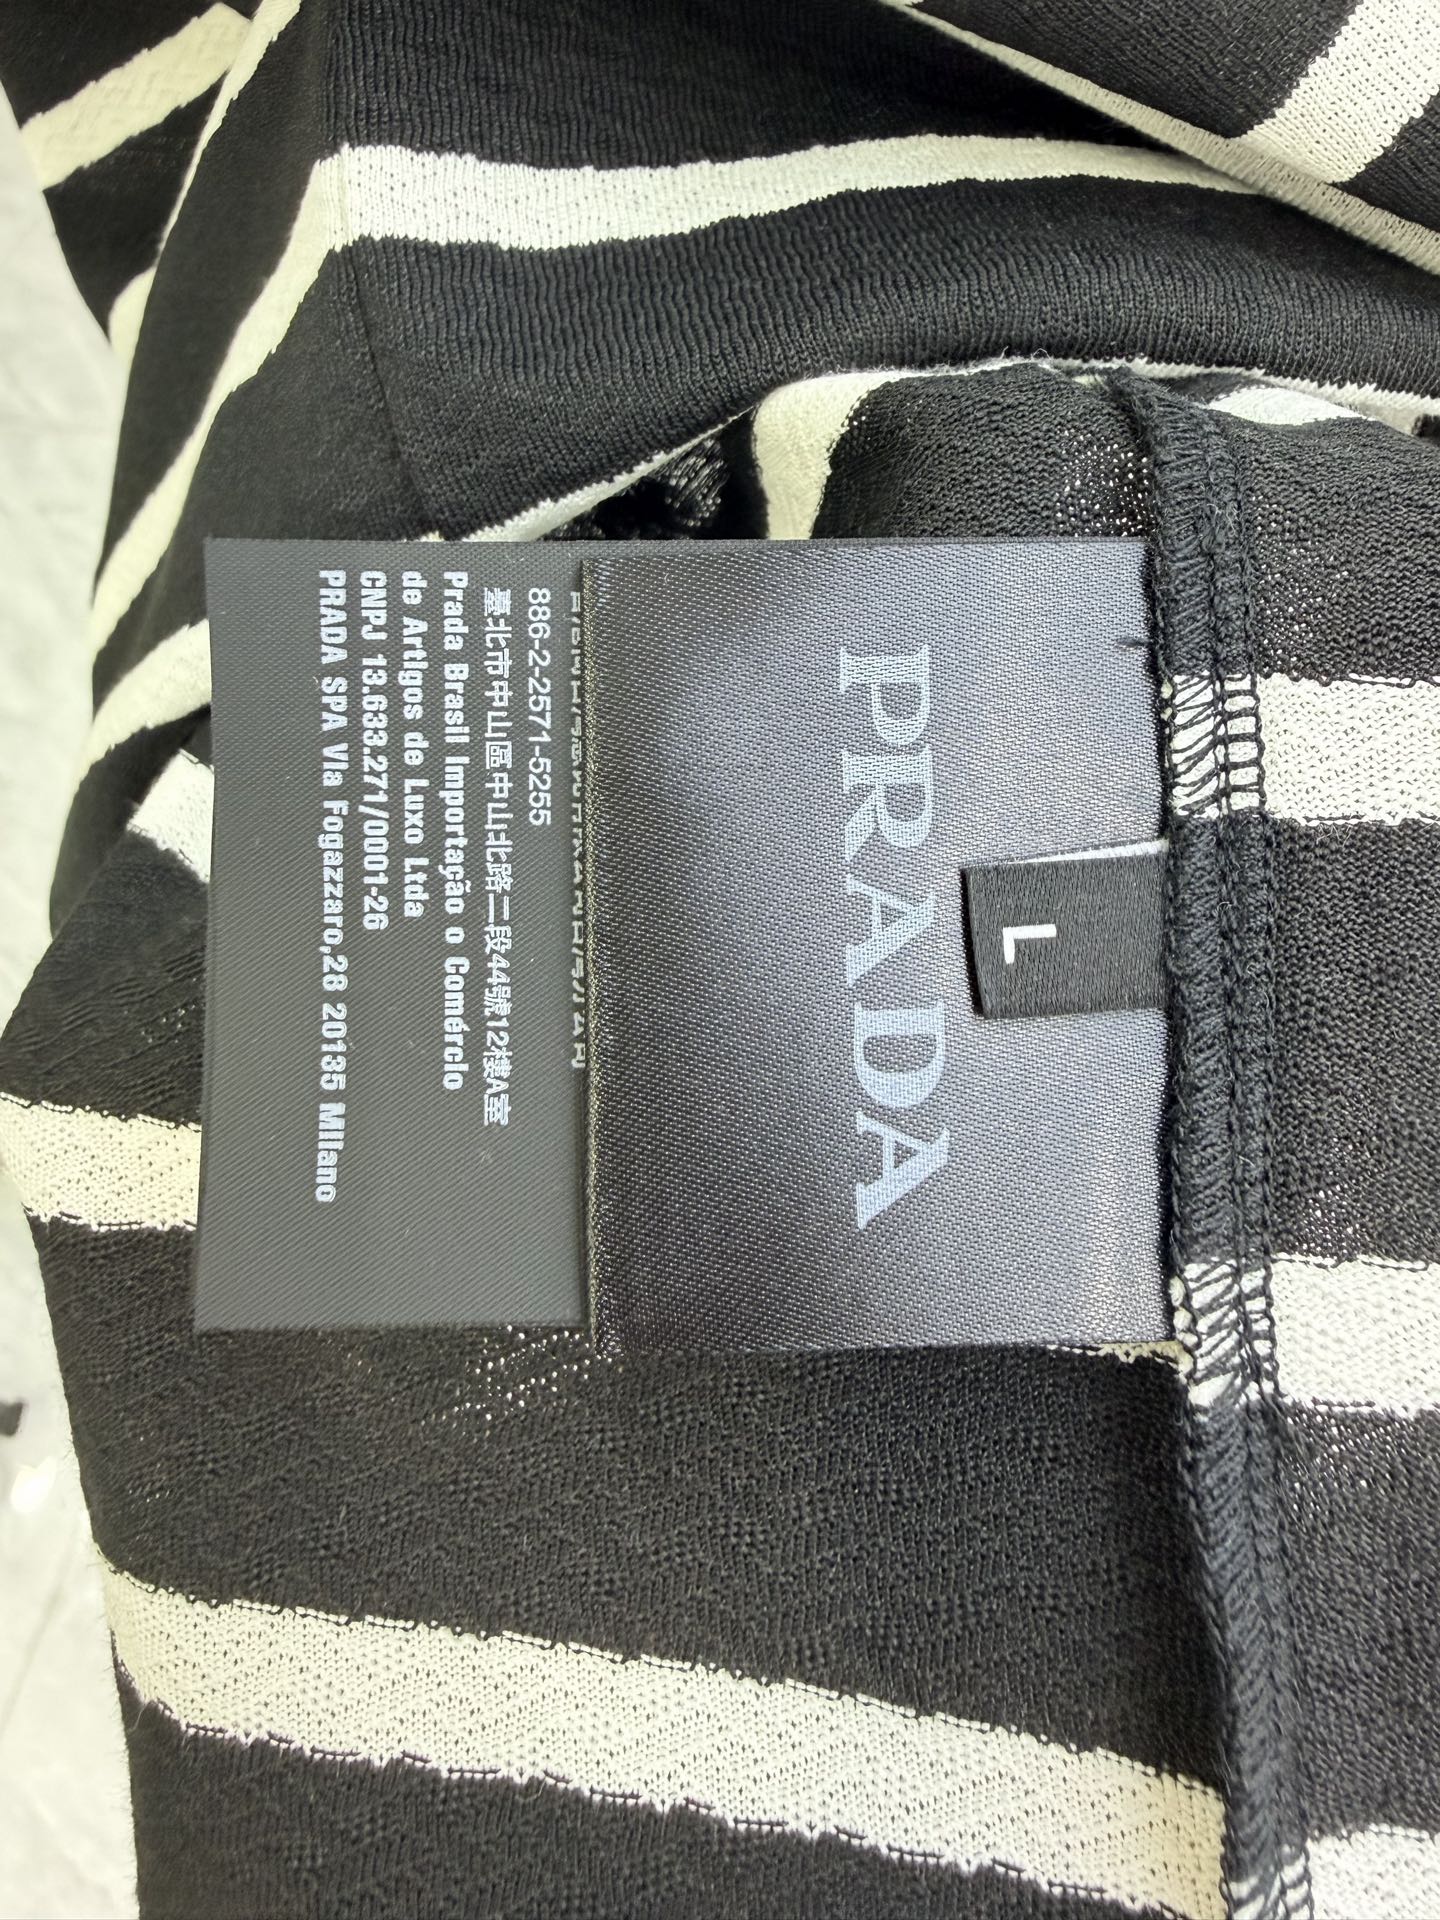 PRADA
L
886-2-2571-5255
臺北市中山區中山北路二段44號12樓A室
Prada Brasil Importação o Comércio
de Artigos de Luxo Ltda
CNPJ 13.633.271/0001-26
PRADA SPA Via Fogazzaro,28 20135 Milano